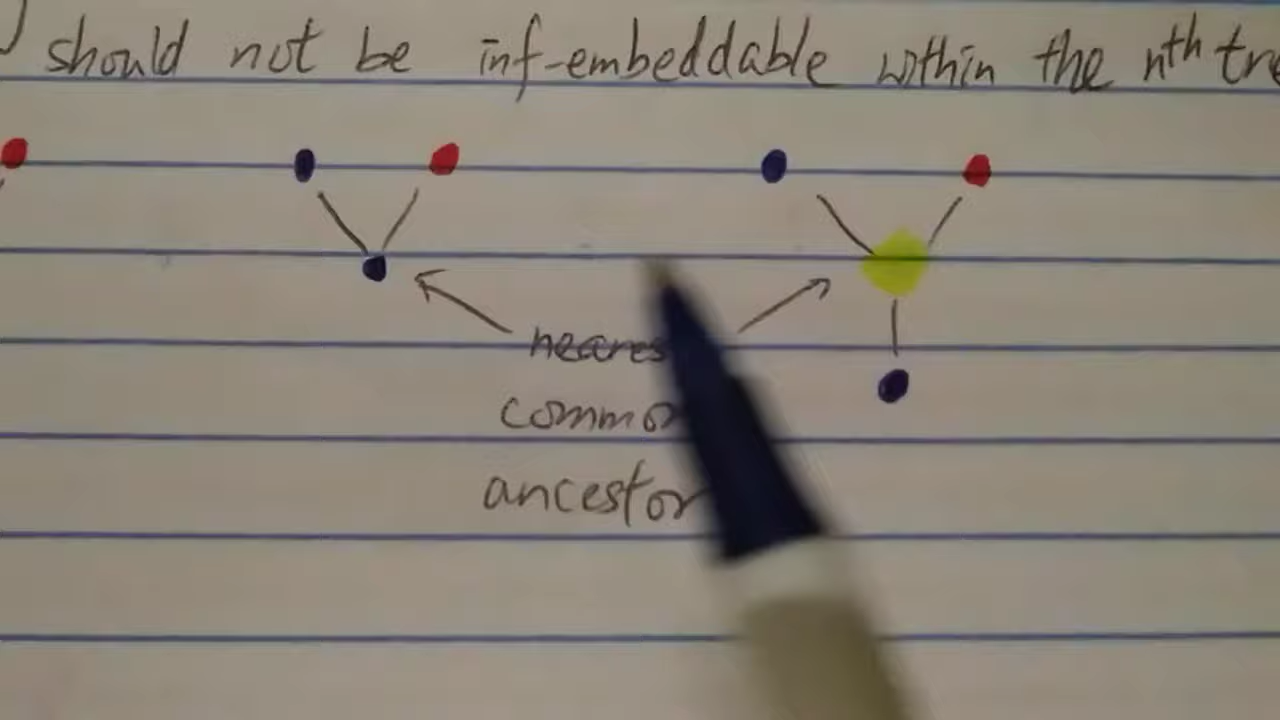 should not be inf-embeddable within the nth
common
ancestor